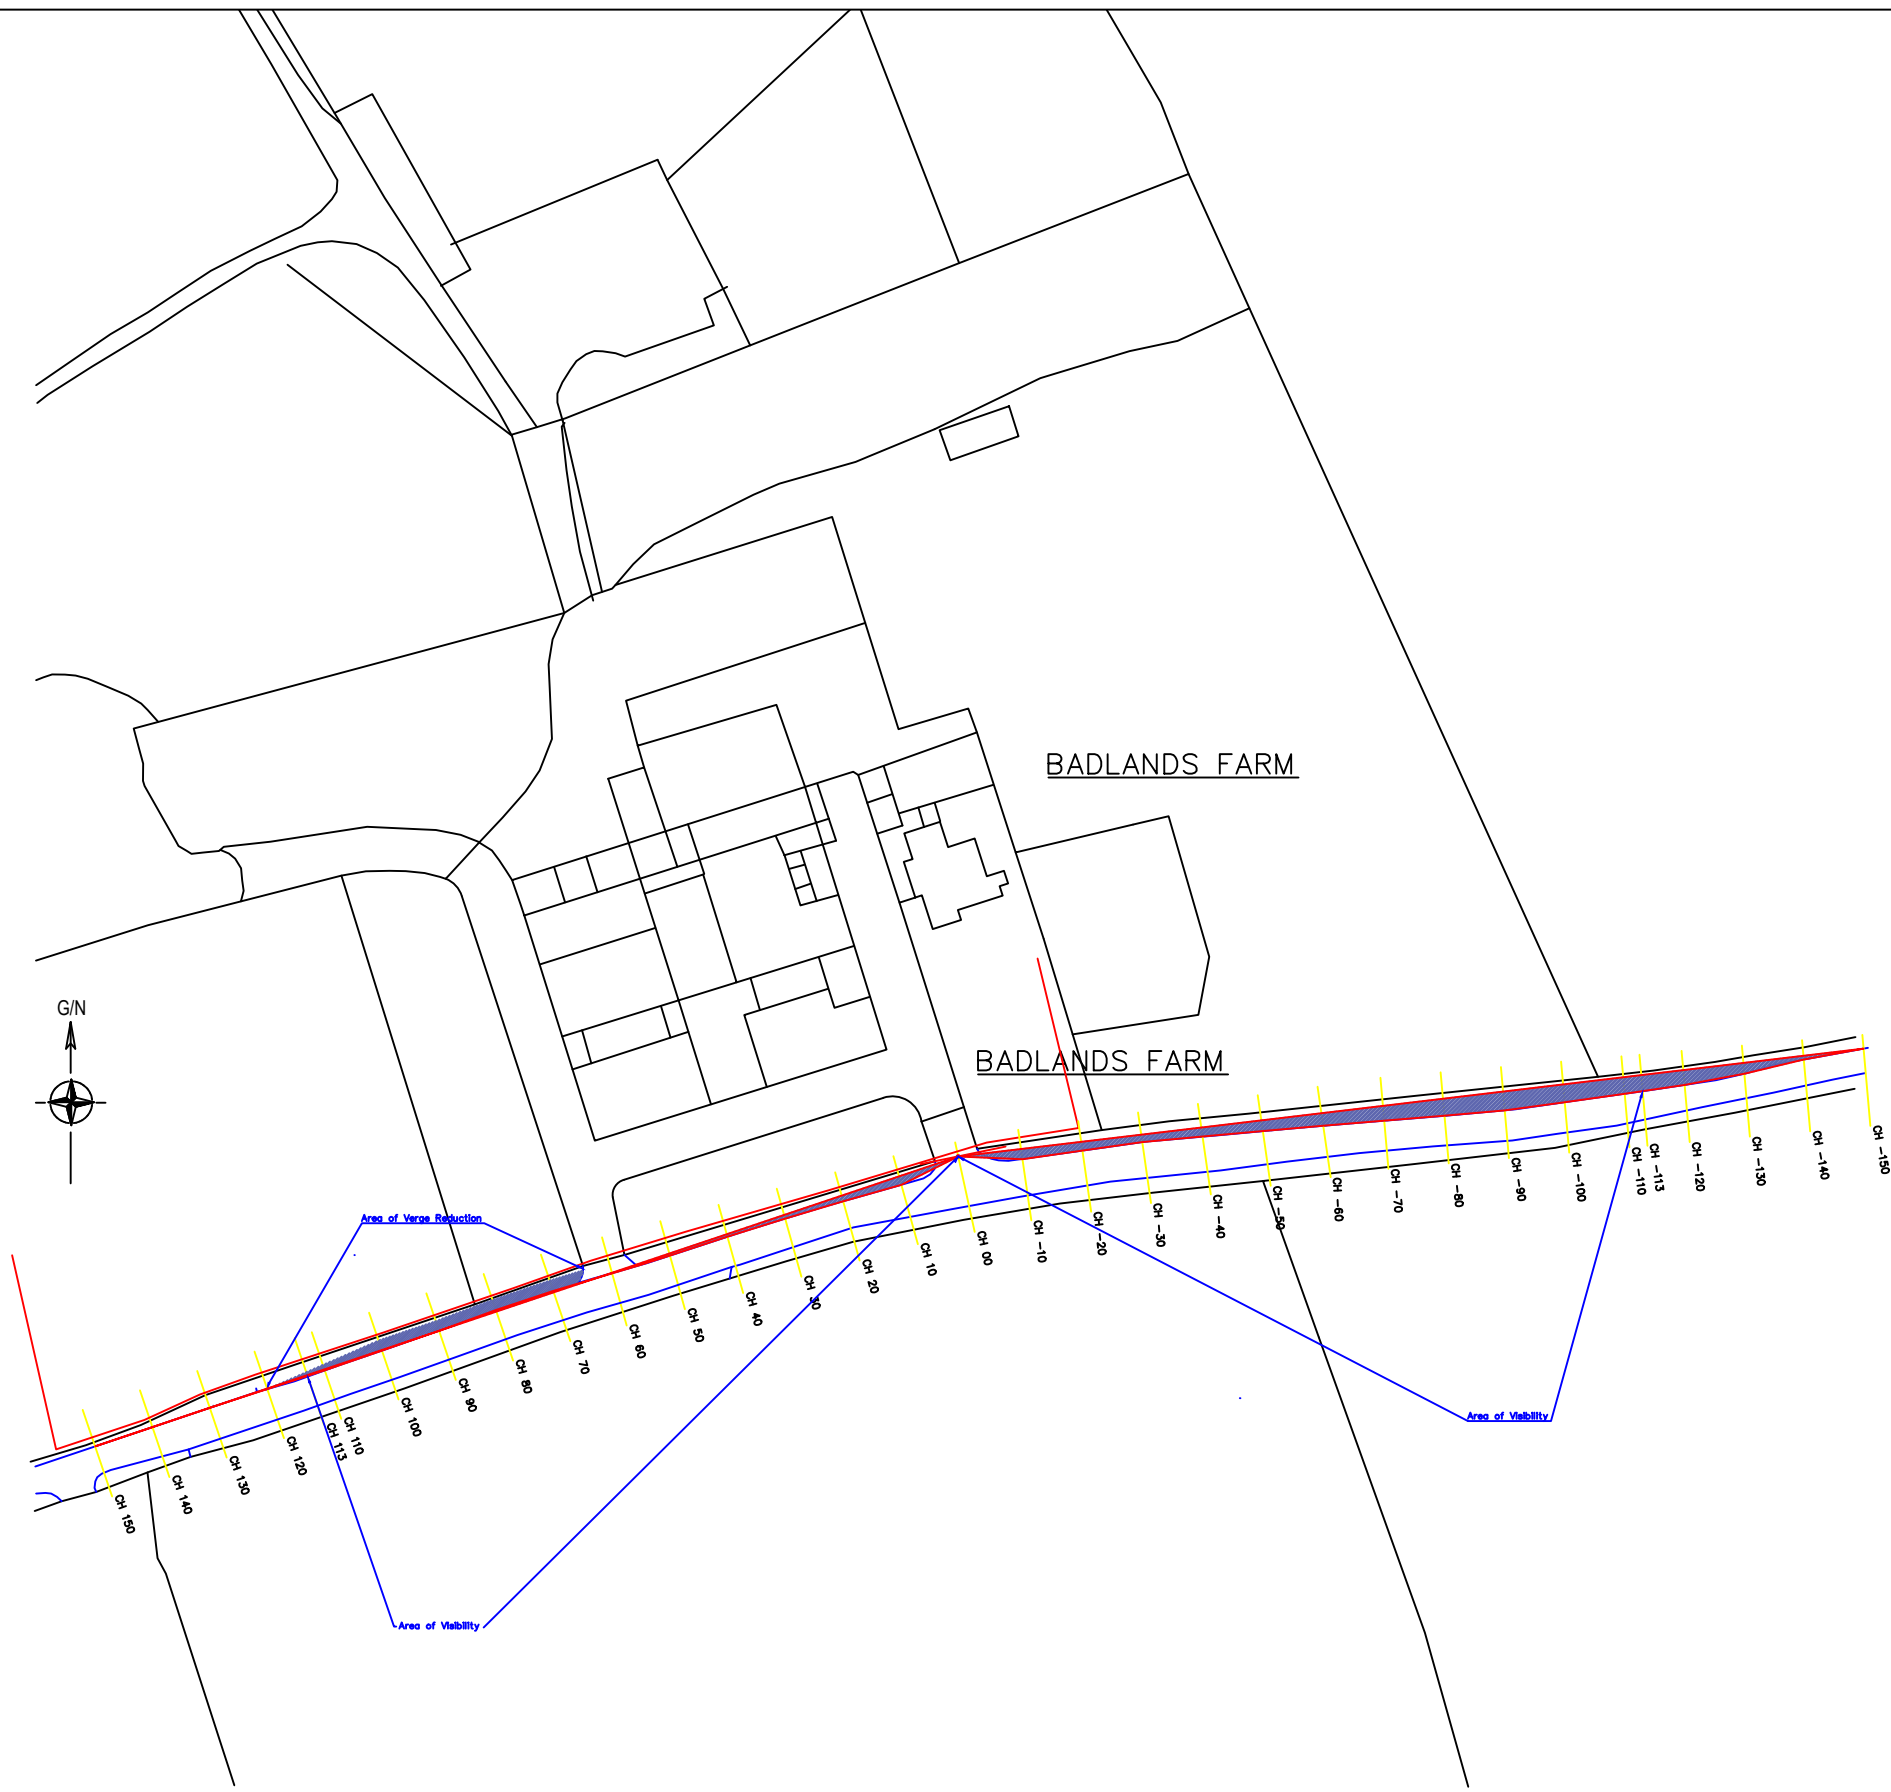 BADLANDS FARM
G/N
BADLANDS FARM
CH -150
CH -140
CH -130
CH -120
CH -113
CH -110
CH -100
CH -90
CH -80
CH -70
CH -60
CH -50
CH -40
CH -30
CH -20
CH -10
CH 00
CH 10
CH 20
CH 30
CH 40
CH 50
CH 60
CH 70
CH 80
CH 90
CH 100
CH 110
CH 113
CH 120
CH 130
CH 140
CH 150
Area of Verge Reduction
Area of Visibility
Area of Visibility